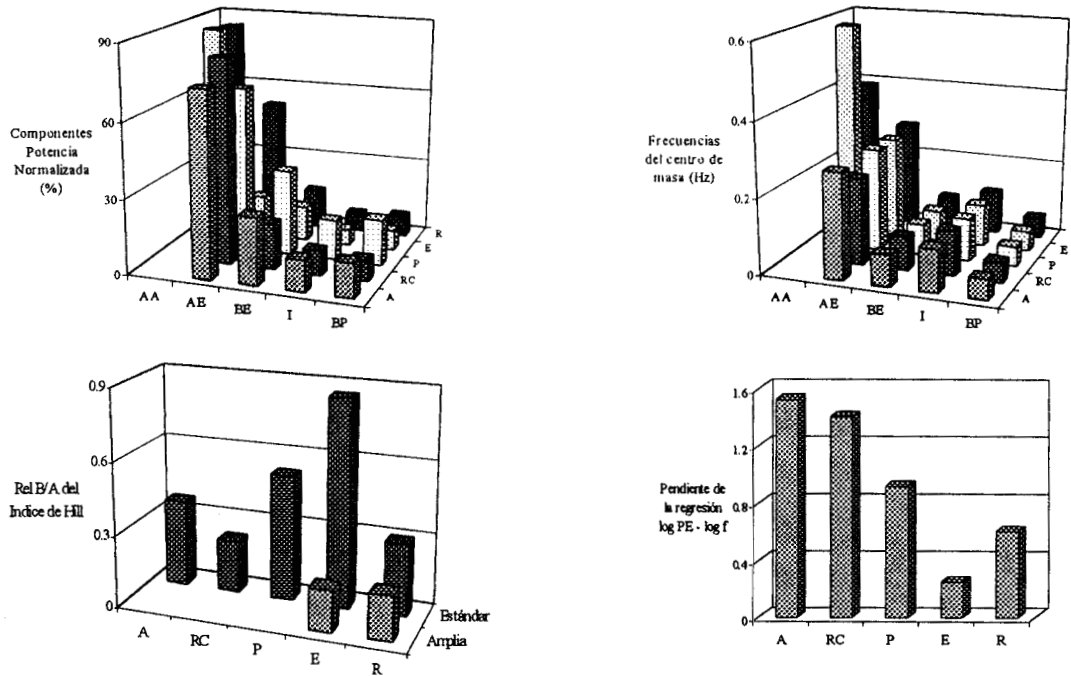 90
60
30
0
Componentes
Potencia
Normalizada
(%)
AA
AE
BE
I
BP
A
RC
P
E
R
0.6
0.4
0.2
0
Frecuencias
del centro de
masa (Hz)
AA
AE
BE
I
BP
A
RC
P
E
0.9
0.6
0.3
0
Rel B/A del
Indice de Hill
A
RC
P
E
R
Estándar
Amplia
1.6
1.2
0.8
0.4
0
Pendiente de
la regresión
log PE - log f
A
RC
P
E
R